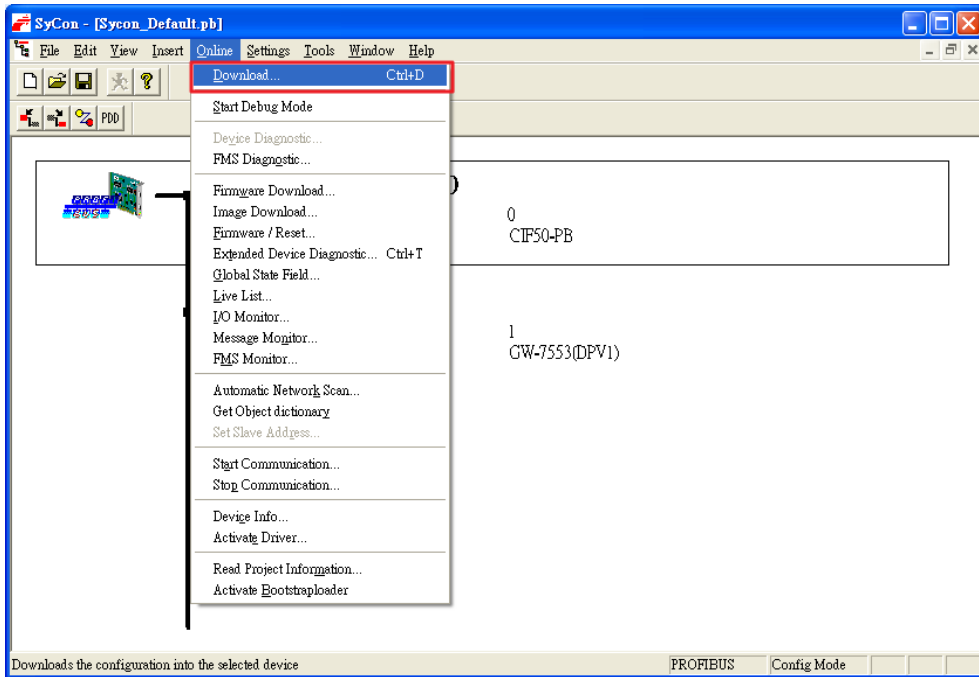 SyCon - [Sycon_Default.pb]
File Edit View Insert Online Settings Tools Window Help
Download... Ctrl+D
PDD
Start Debug Mode
Device Diagnostic...
FMS Diagnostic...
Firmware Download...
Image Download...
Firmware / Reset...
Extended Device Diagnostic... Ctrl+T
Global State Field...
Live List...
I/O Monitor...
Message Monitor...
FMS Monitor...
Automatic Network Scan...
Get Object dictionary
Set Slave Address...
Start Communication...
Stop Communication...
Device Info...
Activate Driver...
Read Project Information...
Activate Bootstraploader
0
CIF50-PB
1
GW-7553(DPV1)
Downloads the configuration into the selected device PROFIBUS Config Mode